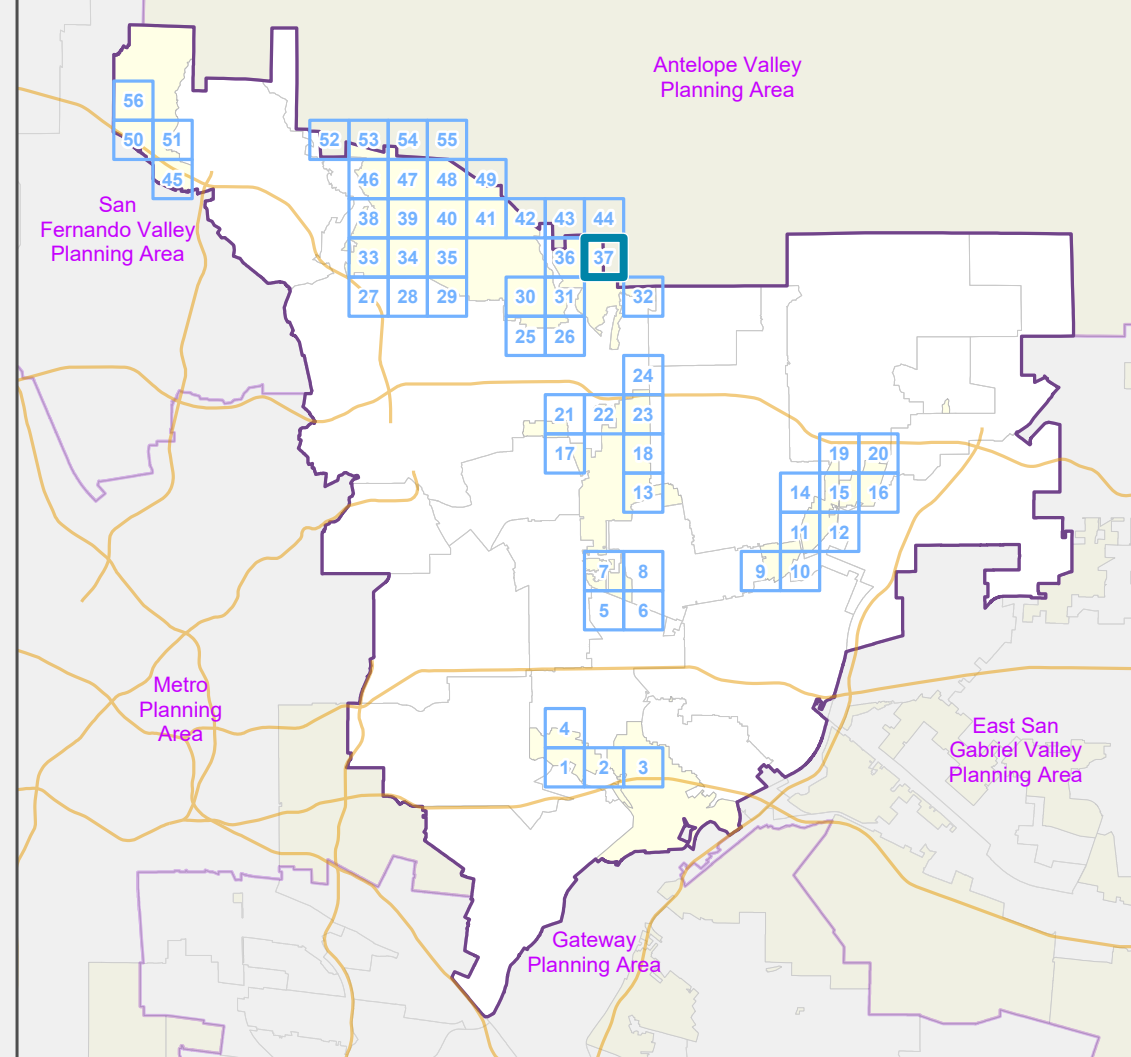 Antelope Valley
Planning Area
56
50 51
52 53 54 55
45
46 47 48 49
San
Fernando Valley
Planning Area
38 39 40 41 42 43 44
33 34 35 36 37
27 28 29 30 31 32
25 26
24
21 22 23
17 18
19 20
13
14 15 16
11 12
7 8
9 10
5 6
Metro
Planning
Area
4
East San
Gabriel Valley
Planning Area
1 2 3
Gateway
Planning Area